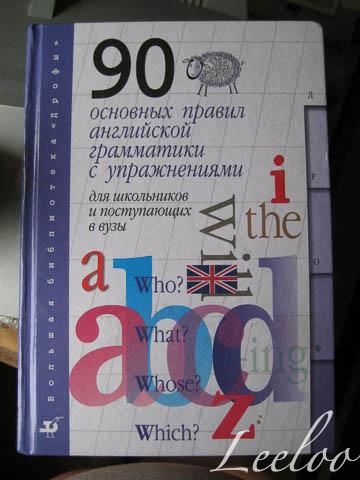 90
основных правил
английской
грамматики
с упражнениями
для школьников
и поступающих
в вузы
Большая библиотека «Дрофы»
Д
Р
О
Ф
i
the
will
a
abcd
Who?
What?
-ing
Whose?
z
Which?
Leeloo